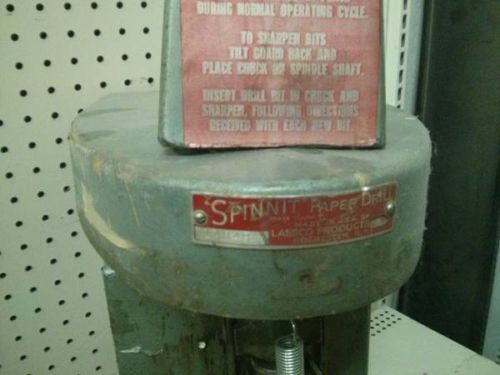 DURING NORMAL OPERATING CYCLE.
TO SHARPEN BITS
TILT GUARD BACK AND
PLACE CHUCK ON SPINDLE SHAFT.
INSERT DRILL BIT IN CHUCK AND
SHARPEN, FOLLOWING DIRECTIONS
RECEIVED WITH EACH NEW BIT
"SPINNIT" PAPER DRILL
LASSCO PRODUCTS